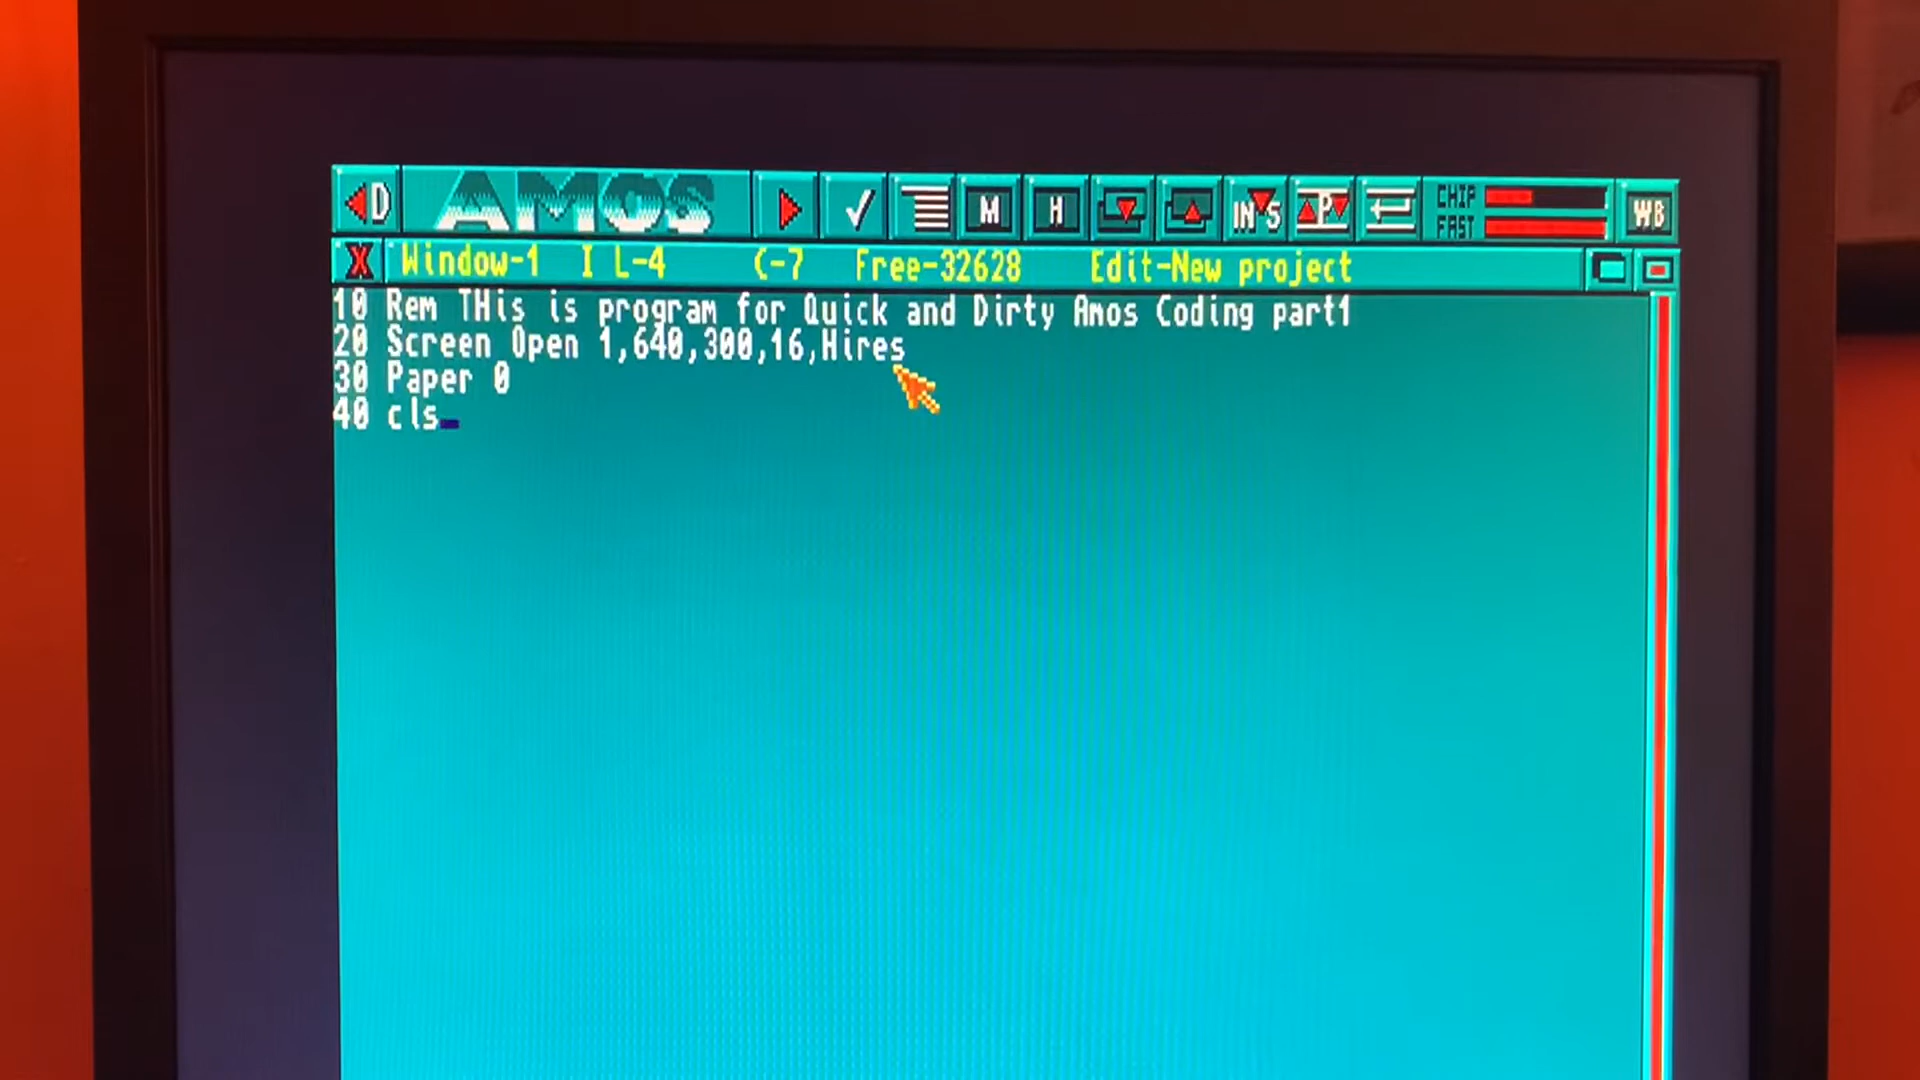 D AMOS M H INS P CHIP FAST WB
X Window-1 I L-4 C-7 Free-32628 Edit-New project
10 Rem THis is program for Quick and Dirty Amos Coding part1
20 Screen Open 1,640,300,16,Hires
30 Paper 0
40 cls